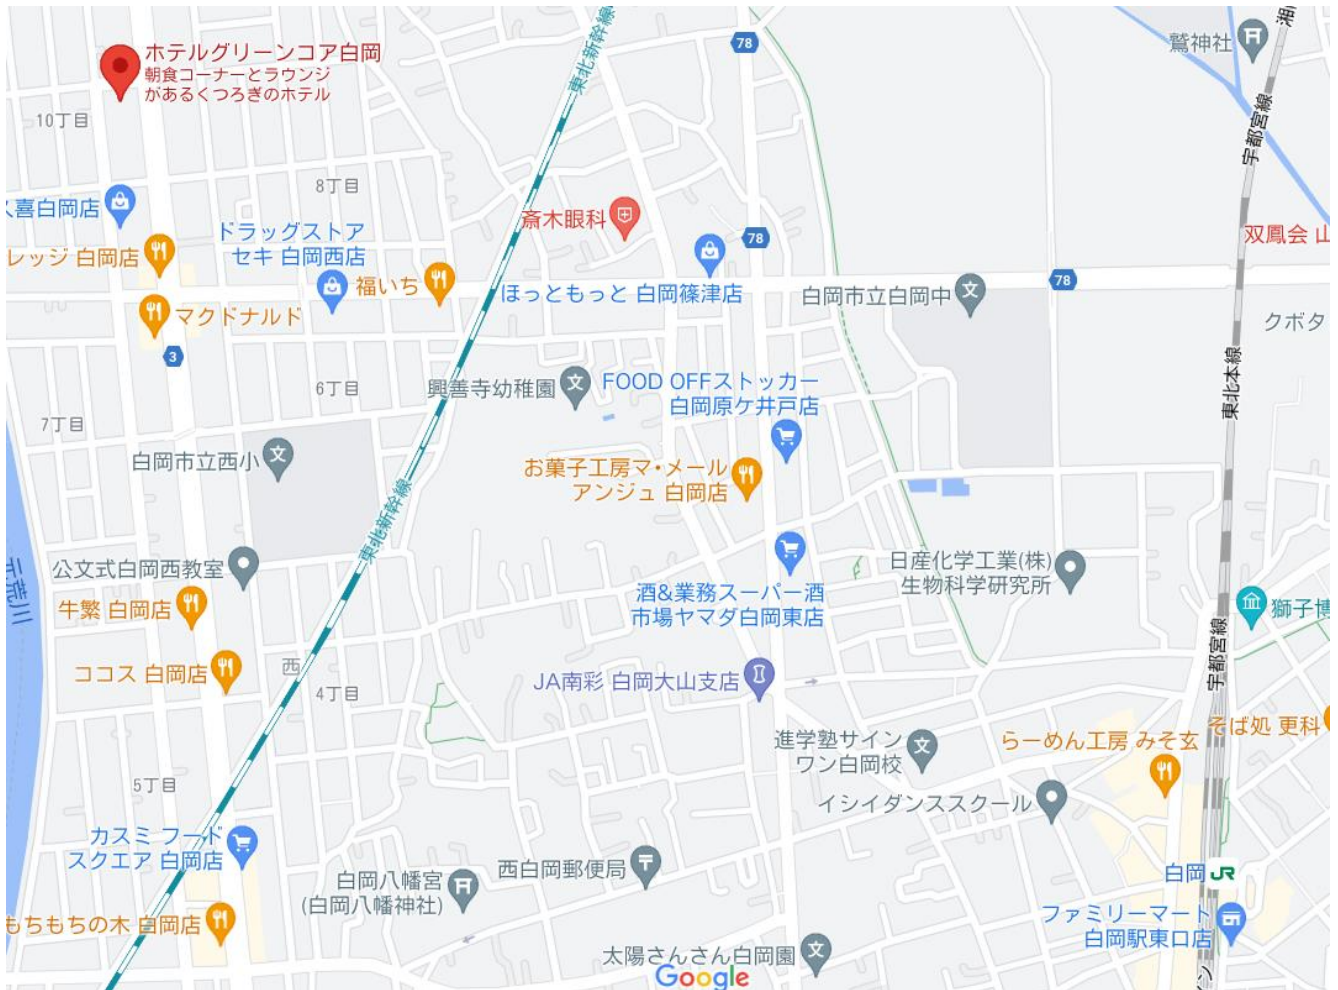 ホテルグリーンコア白岡
朝食コーナーとラウンジ
があるくつろぎのホテル
東北新幹線
78
鷲神社
湘
10丁目
宇都宮線
8丁目
久喜白岡店
斎木眼科
ドラッグストア
セキ 白岡西店
78
双鳳会 山
レッジ 白岡店
福いち
ほっともっと 白岡篠津店
白岡市立白岡中
78
マクドナルド
クボタ
3
東北本線
6丁目
興善寺幼稚園
FOOD OFFストッカー
白岡原ケ井戸店
7丁目
白岡市立西小
お菓子工房マ・メール
アンジュ 白岡店
東北新幹線
公文式白岡西教室
日産化学工業(株)
生物科学研究所
元荒川
牛繁 白岡店
酒&業務スーパー酒
市場ヤマダ白岡東店
獅子博
宇都宮線
ココス 白岡店
西
4丁目
JA南彩 白岡大山支店
そば処 更科
進学塾サイン
ワン白岡校
らーめん工房 みそ玄
5丁目
イシイダンススクール
カスミ フード
スクエア 白岡店
西白岡郵便局
白岡 JR
白岡八幡宮
(白岡八幡神社)
もちもちの木 白岡店
ファミリーマート
白岡駅東口店
太陽さんさん白岡園
Google
イン